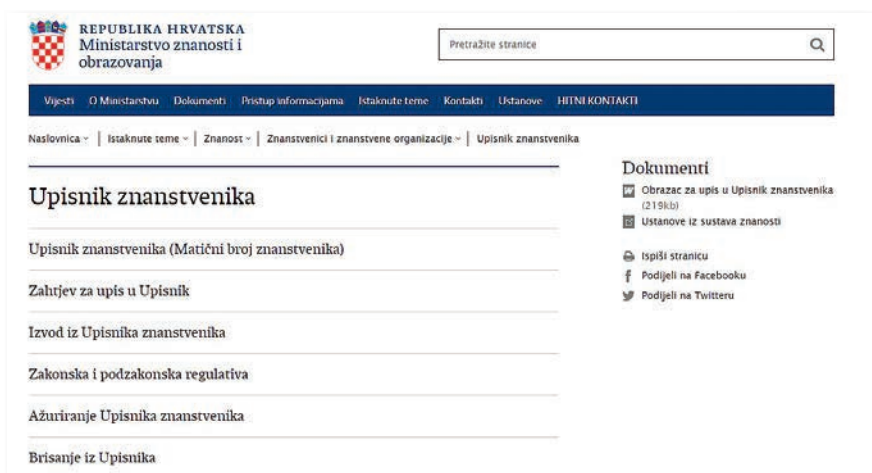 REPUBLIKA HRVATSKA
Ministarstvo znanosti i
obrazovanja
Pretražite stranice
Vijesti O Ministarstvu Dokumenti Pristup informacijama Istaknute teme Kontakti Ustanove HITNI KONTAKTI
Naslovnica | Istaknute teme | Znanost | Znanstvenici i znanstvene organizacije | Upisnik znanstvenika
Upisnik znanstvenika
Upisnik znanstvenika (Matični broj znanstvenika)
Zahtjev za upis u Upisnik
Izvod iz Upisnika znanstvenika
Zakonska i podzakonska regulativa
Ažuriranje Upisnika znanstvenika
Brisanje iz Upisnika
Dokumenti
Obrazac za upis u Upisnik znanstvenika
(219kb)
Ustanove iz sustava znanosti
Ispiši stranicu
Podijeli na Facebooku
Podijeli na Twitteru